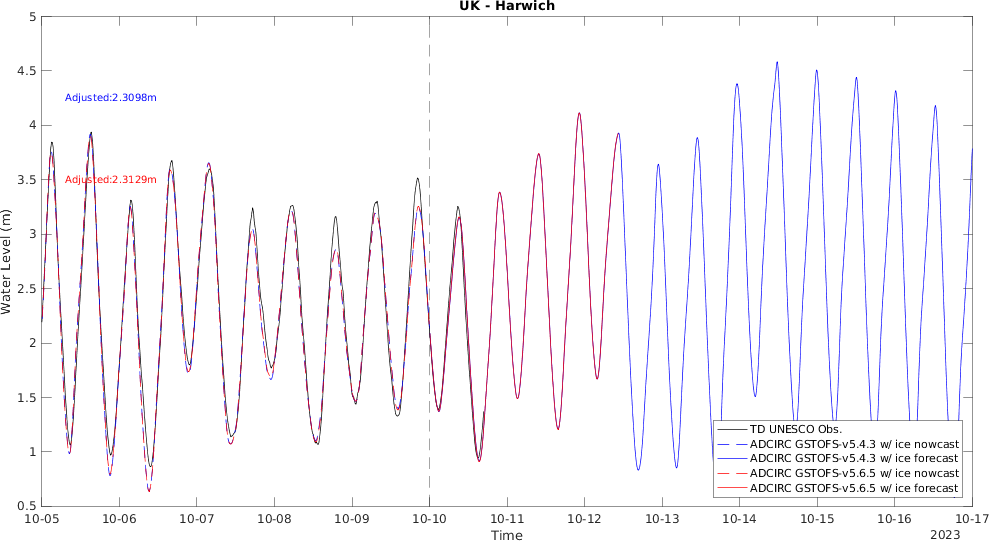 UK - Harwich
5
4.5
4
3.5
3
2.5
2
1.5
1
0.5
Water Level (m)
Adjusted:2.3098m
Adjusted:2.3129m
TD UNESCO Obs.
ADCIRC GSTOFS-v5.4.3 w/ ice nowcast
ADCIRC GSTOFS-v5.4.3 w/ ice forecast
ADCIRC GSTOFS-v5.6.5 w/ ice nowcast
ADCIRC GSTOFS-v5.6.5 w/ ice forecast
10-05 10-06 10-07 10-08 10-09 10-10 10-11 10-12 10-13 10-14 10-15 10-16 10-17
Time
2023